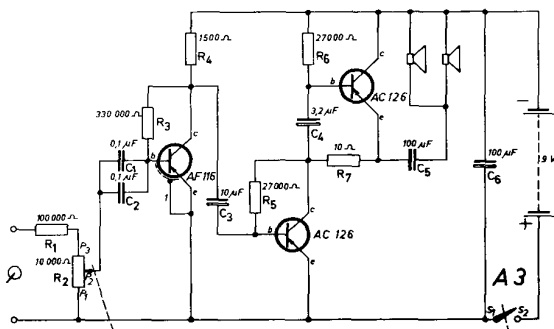 1500 Ω
R4
27000 Ω
R6
330 000 Ω
R3
0,1 µF
C1
0,1 µF
C2
b
c
e
1
AF 116
10 µF
C3
27000 Ω
R5
3,2 µF
C4
b
c
e
AC 126
10 Ω
R7
100 µF
C5
b
c
e
AC 126
100 µF
C6
−
+
9 V
100 000 Ω
R1
10 000 Ω
R2
P3
P2
P1
A3
S1
S2